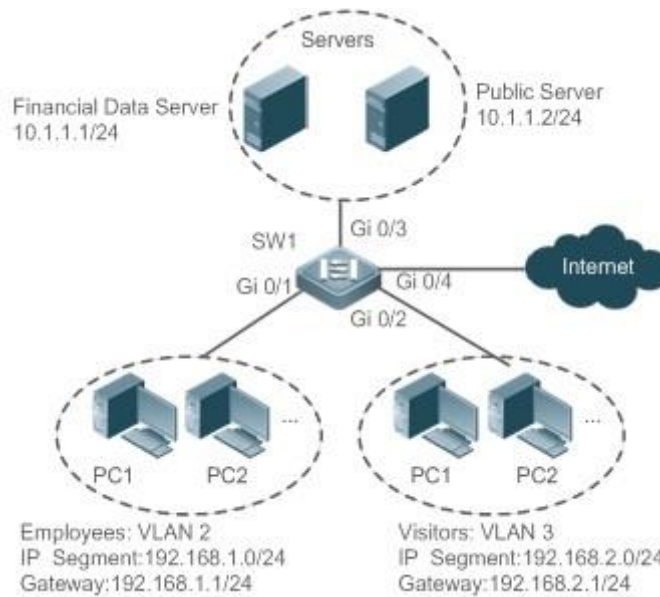 Servers
Financial Data Server
10.1.1.1/24
Public Server
10.1.1.2/24
Gi 0/3
SW1
Internet
Gi 0/1
Gi 0/4
Gi 0/2
...
...
PC1
PC2
PC1
PC2
Employees: VLAN 2
IP Segment:192.168.1.0/24
Gateway:192.168.1.1/24
Visitors: VLAN 3
IP Segment:192.168.2.0/24
Gateway:192.168.2.1/24